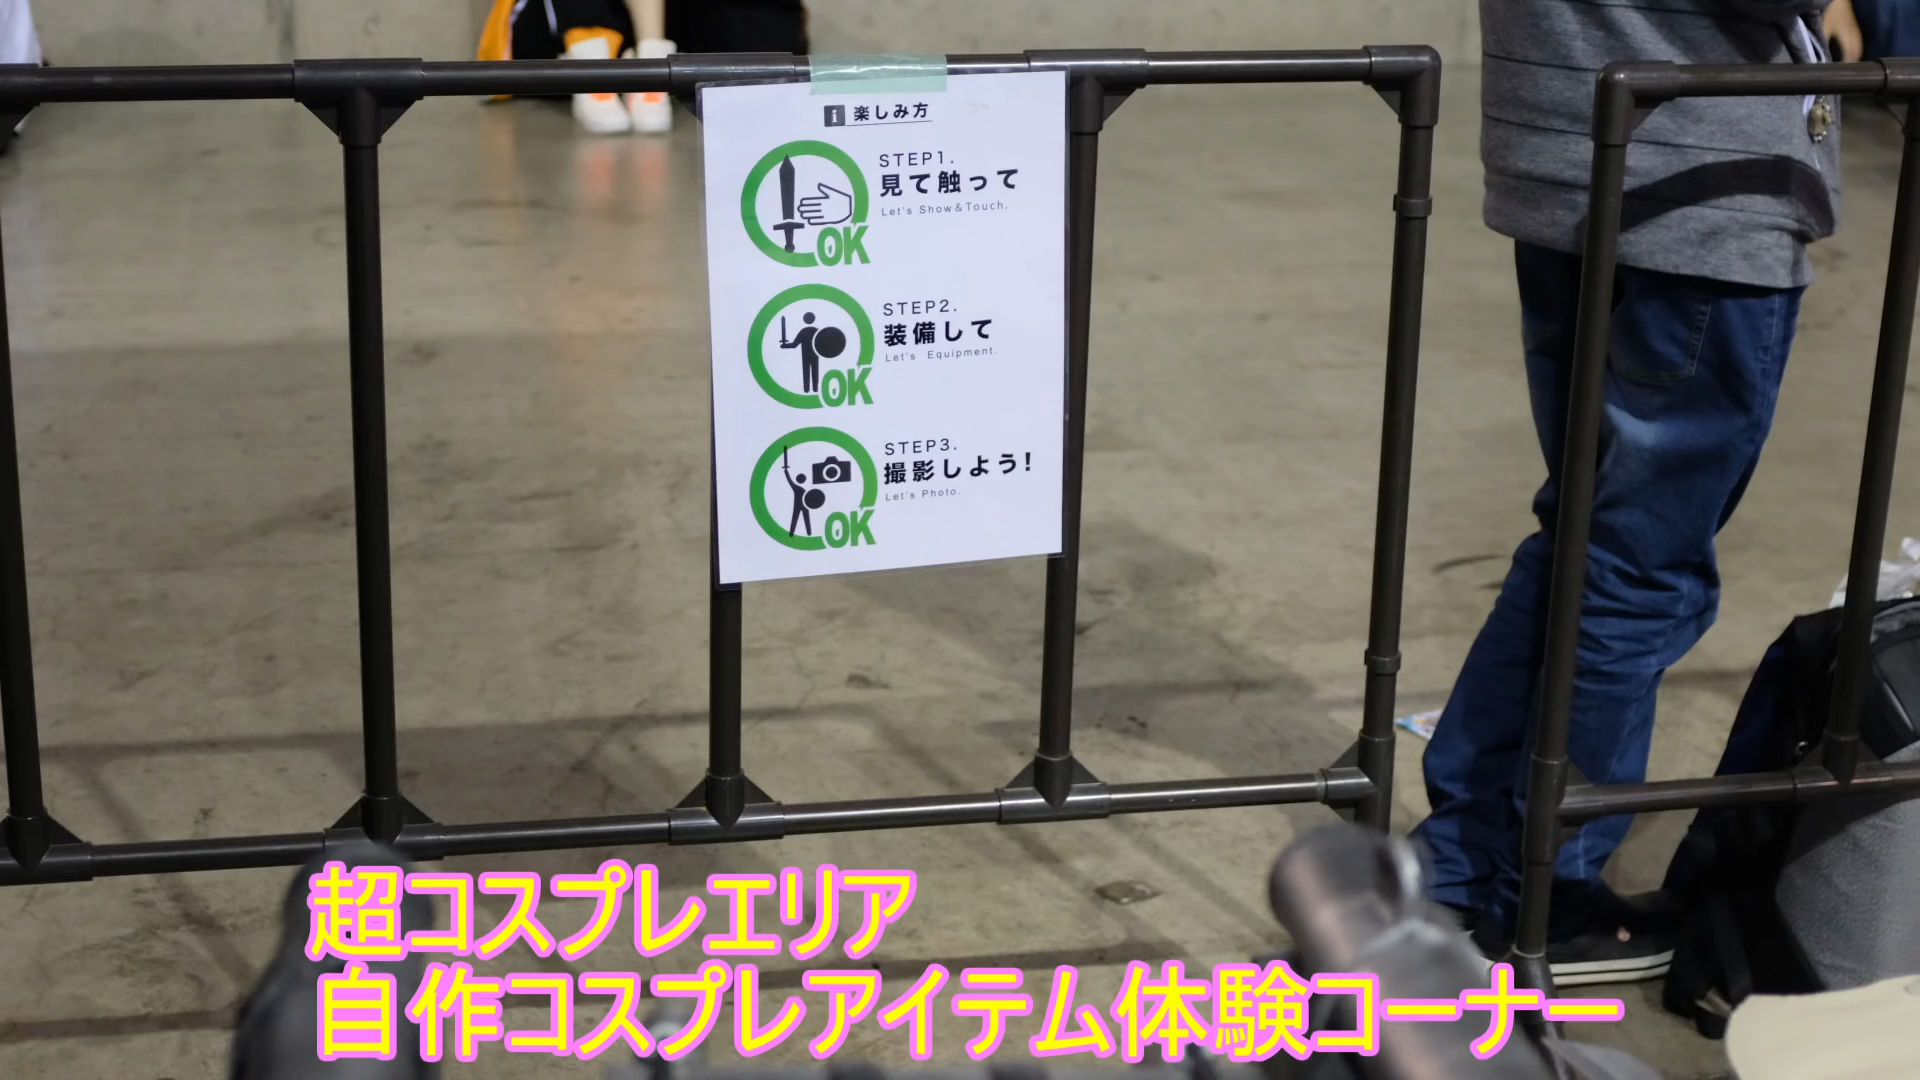 i 楽しみ方
STEP1.
見て触って
Let's Show&Touch.
OK
STEP2.
装備して
Let's Equipment.
OK
STEP3.
撮影しよう!
Let's Photo.
OK
超コスプレエリア
自作コスプレアイテム体験コーナー